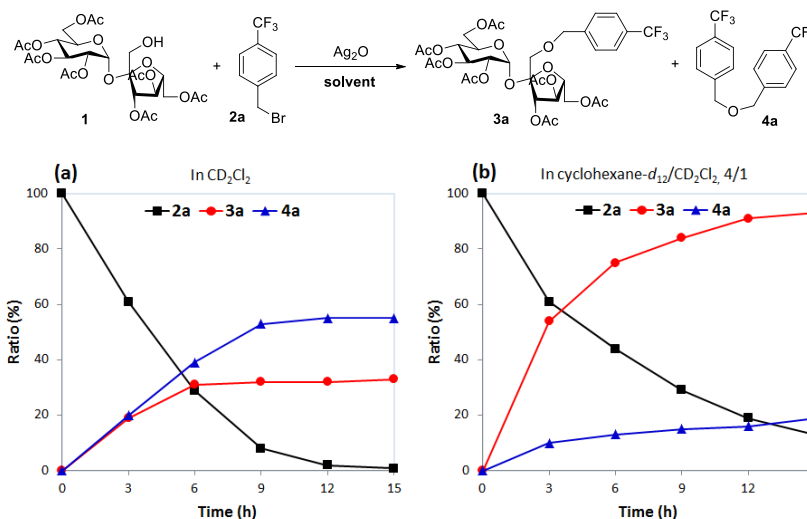 CF₃
AcO
OAc
OH
AcO
AcO
O
AcO
O
O
AcO
OAc
OAc
1
+
Br
2a
Ag₂O
solvent
AcO
OAc
O
CF₃
AcO
AcO
O
AcO
O
O
AcO
OAc
OAc
3a
+
CF₃
O
4a
(a)
In CD₂Cl₂
2a 3a 4a
Ratio (%)
100
80
60
40
20
0
0 3 6 9 12 15
Time (h)
(b)
In cyclohexane-d₁₂/CD₂Cl₂, 4/1
2a 3a 4a
Ratio (%)
100
80
60
40
20
0
0 3 6 9 12
Time (h)